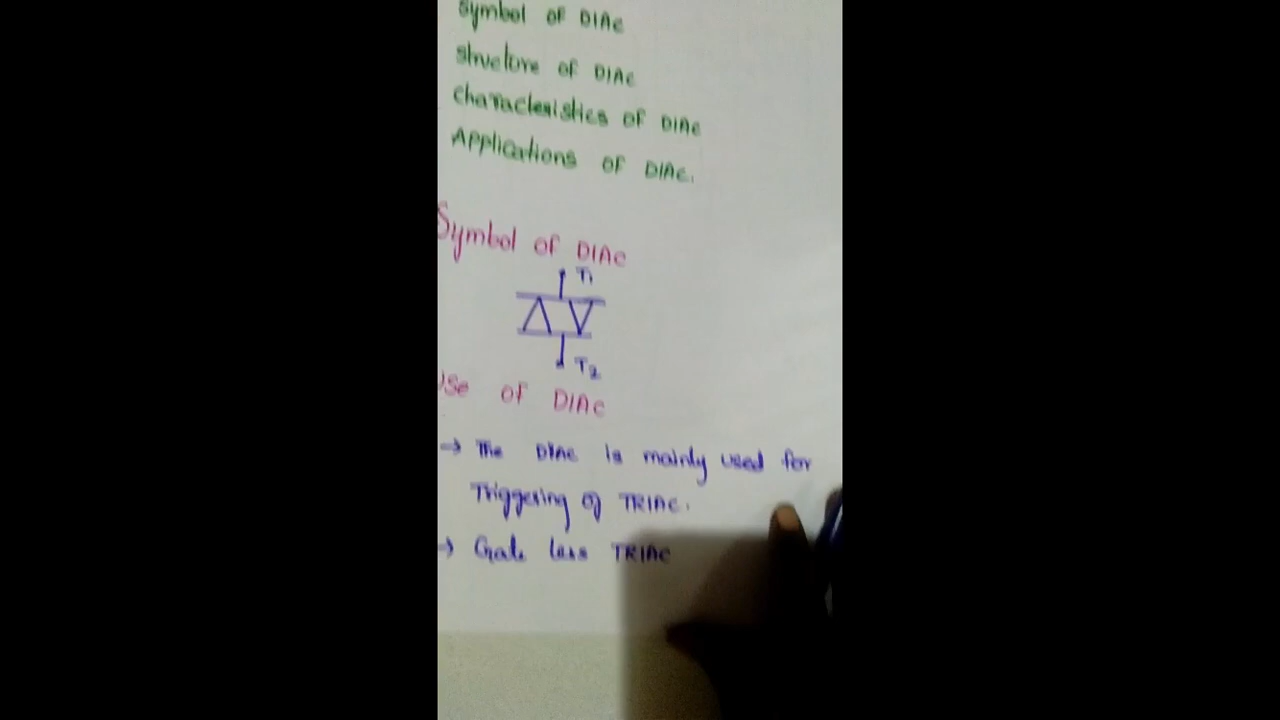 Symbol of DIAC
structure of DIAC
characteristics of DIAC
Applications of DIAC.
Symbol of DIAC
T1
T2
Use of DIAC
→ The DIAC is mainly used for
Triggering of TRIAC.
→ Gate less TRIAC